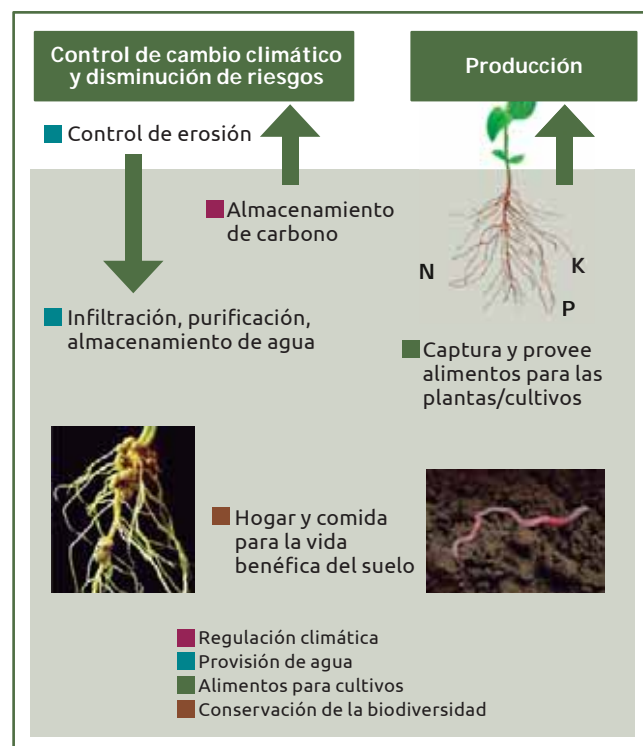 Control de cambio climático
y disminución de riesgos
Producción
Control de erosión
Almacenamiento
de carbono
N
K
P
Infiltración, purificación,
almacenamiento de agua
Captura y provee
alimentos para las
plantas/cultivos
Hogar y comida
para la vida
benéfica del suelo
Regulación climática
Provisión de agua
Alimentos para cultivos
Conservación de la biodiversidad